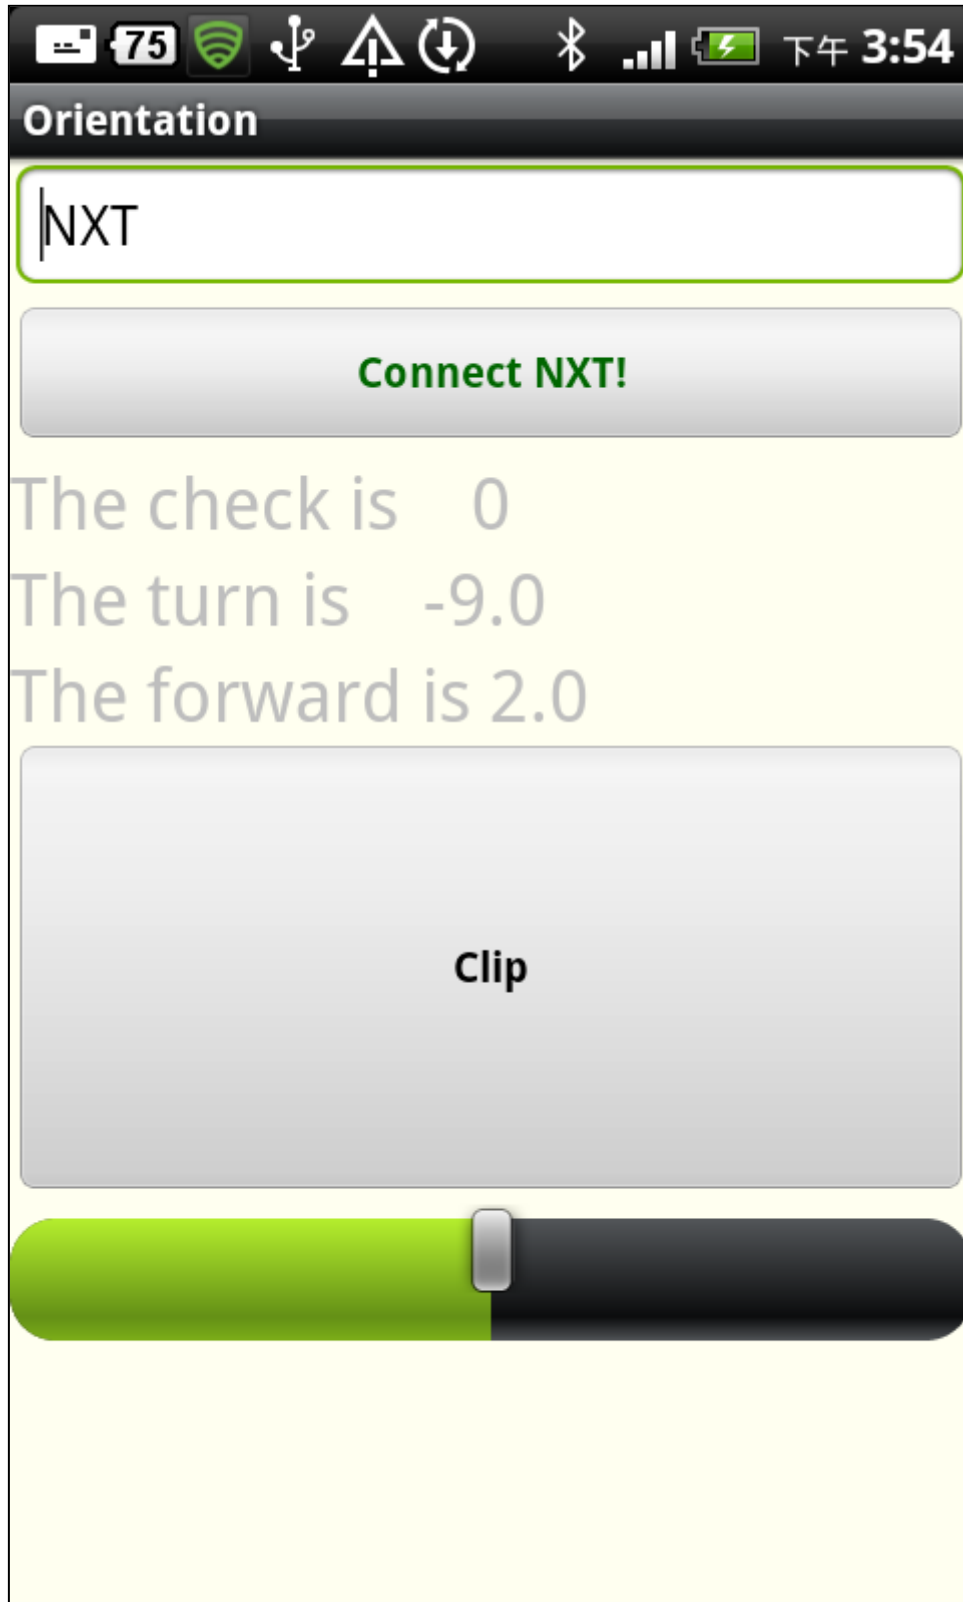 75 下午 3:54
Orientation
NXT
Connect NXT!
The check is 0
The turn is -9.0
The forward is 2.0
Clip